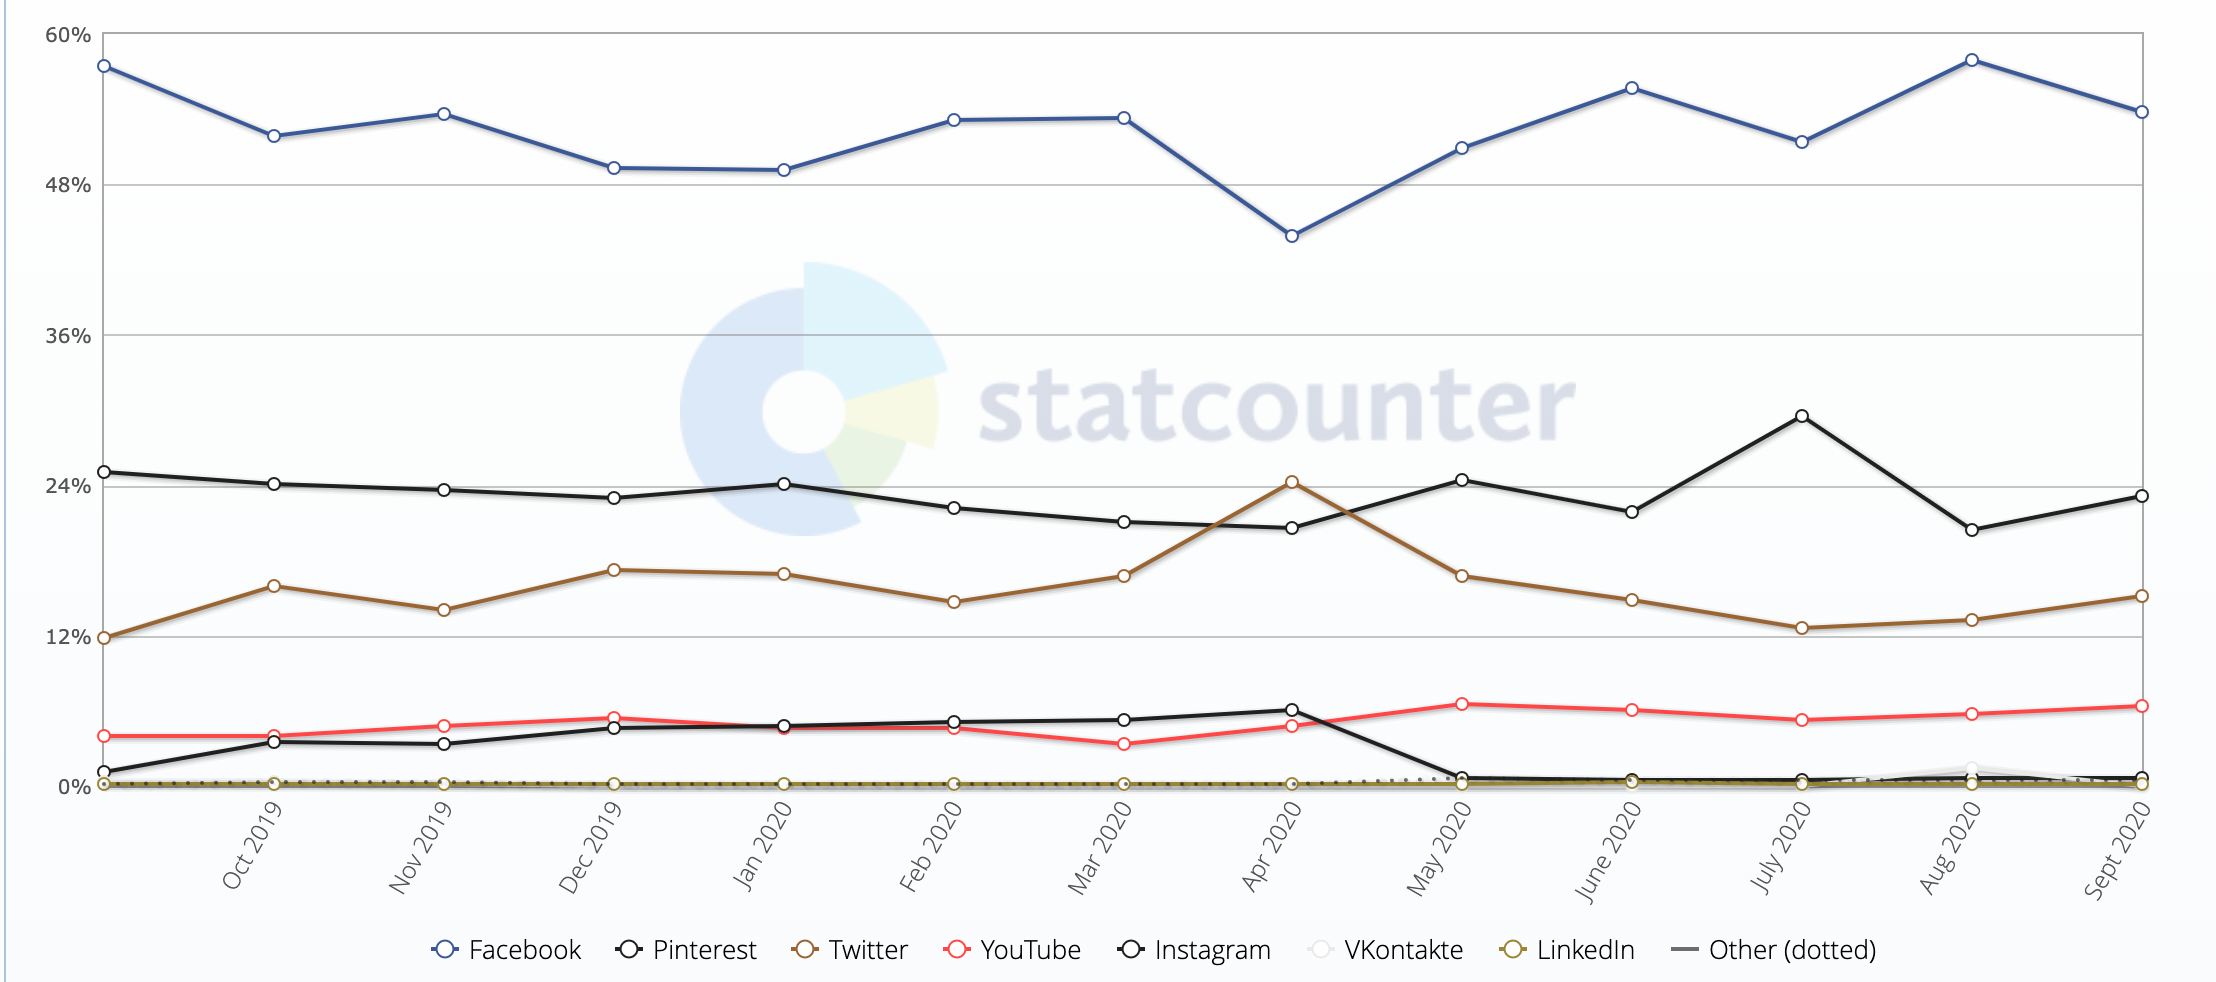 60%
48%
36%
24%
12%
0%
statcounter
Oct 2019
Nov 2019
Dec 2019
Jan 2020
Feb 2020
Mar 2020
Apr 2020
May 2020
June 2020
July 2020
Aug 2020
Sept 2020
Facebook Pinterest Twitter YouTube Instagram VKontakte LinkedIn Other (dotted)